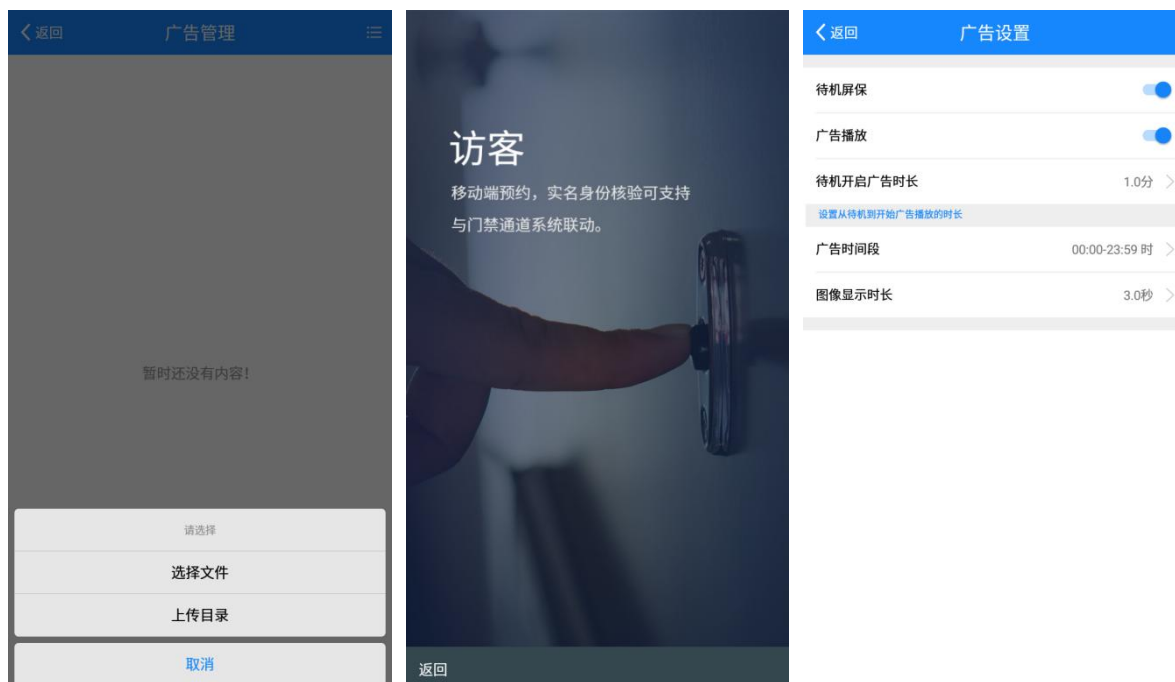 返回
广告管理
暂时还没有内容！
请选择
选择文件
上传目录
取消
访客
移动端预约，实名身份核验可支持
与门禁通道系统联动。
返回
返回
广告设置
待机屏保
广告播放
待机开启广告时长
1.0分
设置从待机到开始广告播放的时长
广告时间段
00:00-23:59 时
图像显示时长
3.0秒